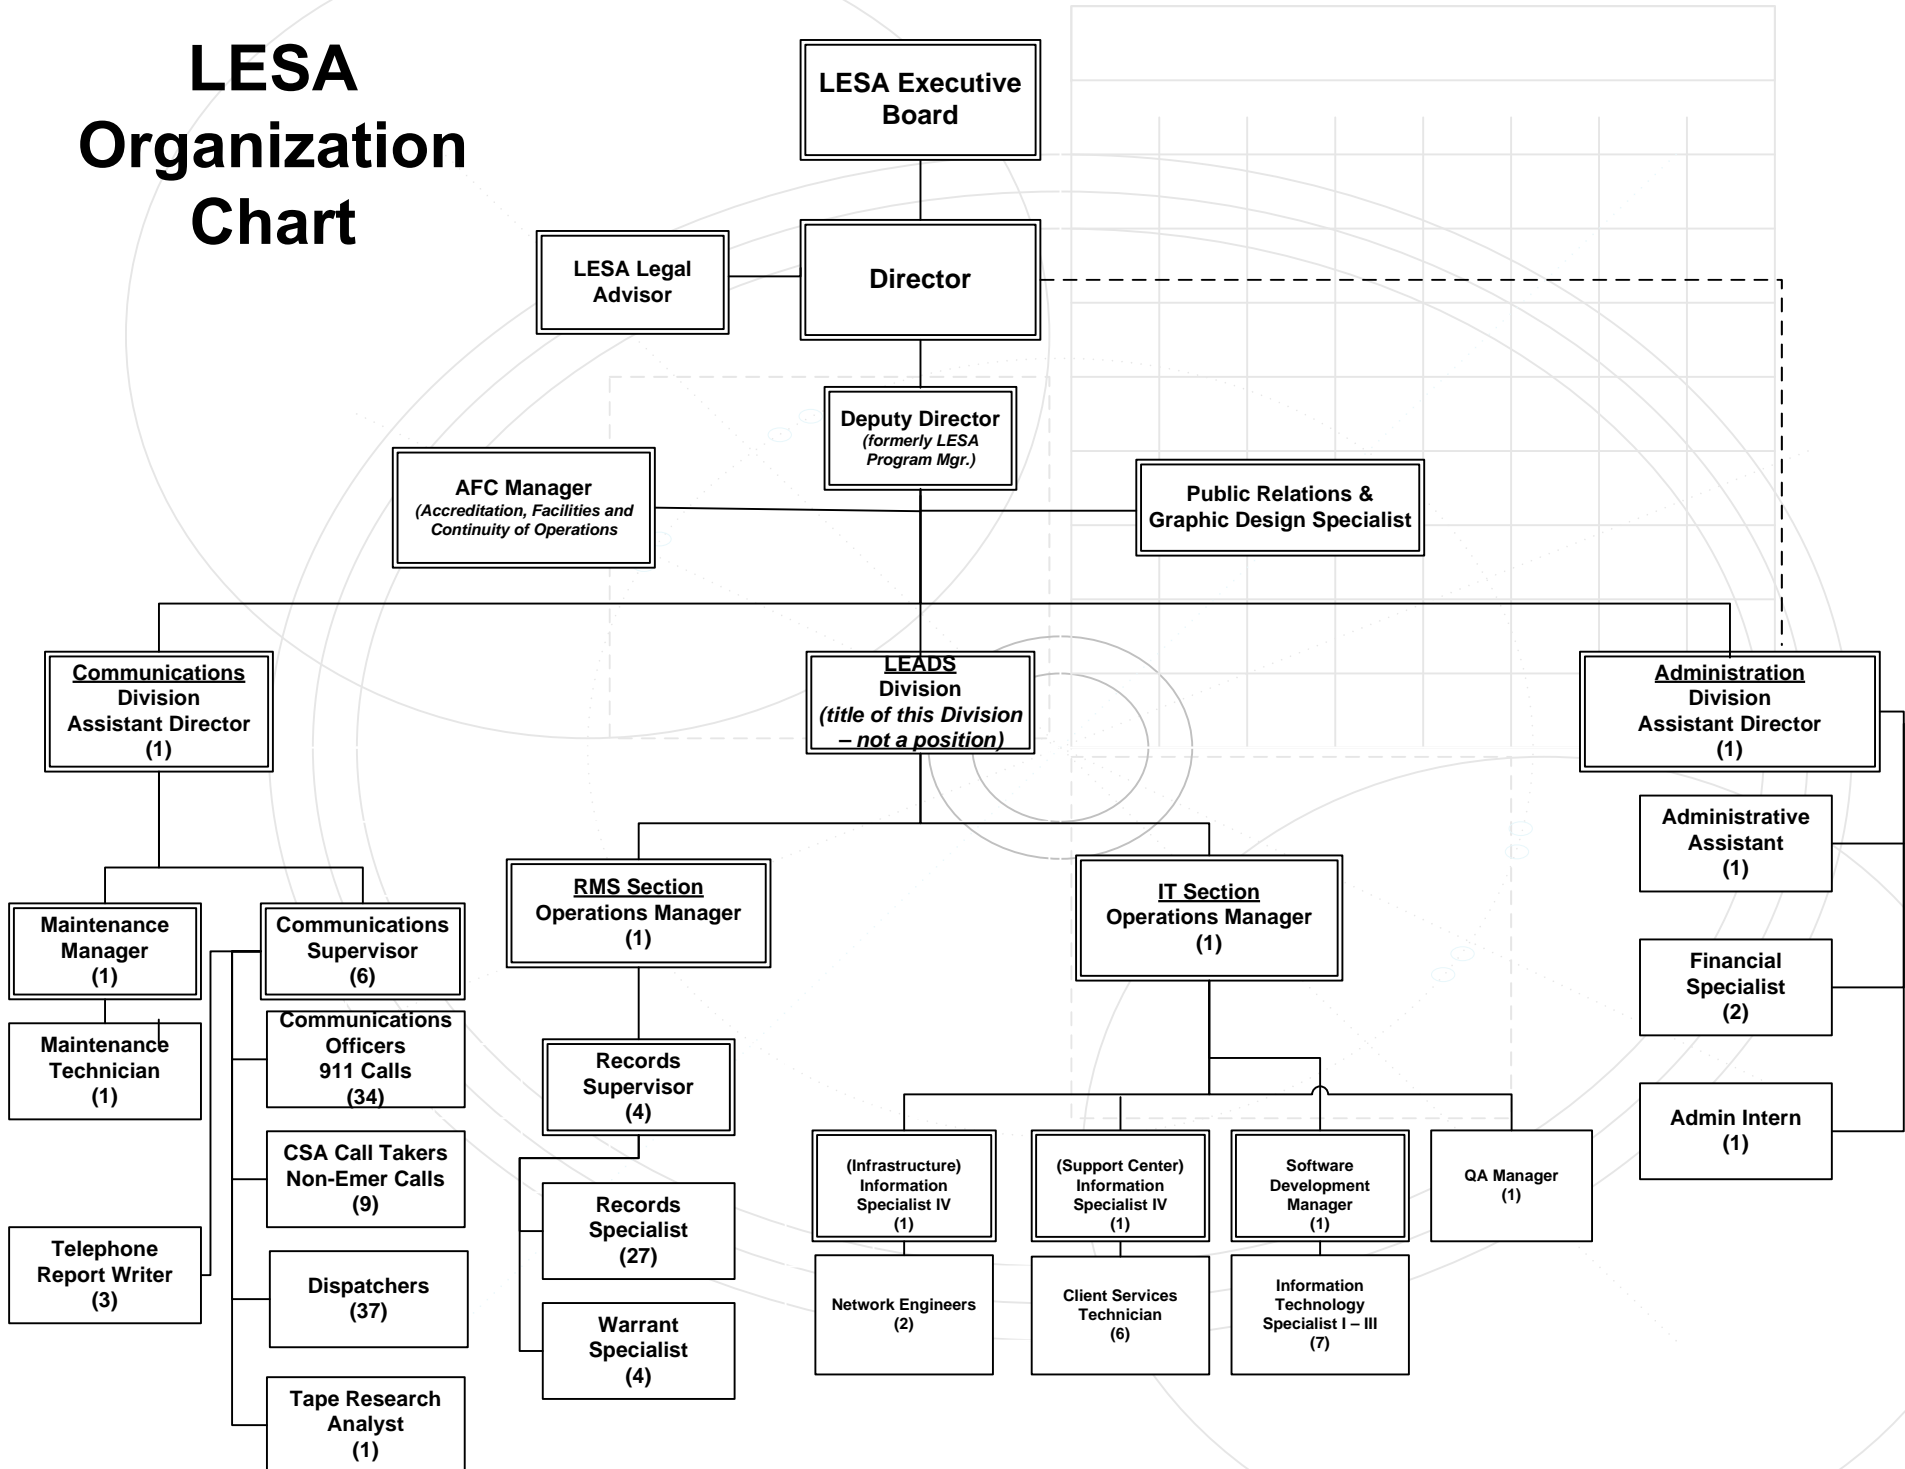 LESA
Organization
Chart
LESA Executive
Board
LESA Legal
Advisor
Director
Deputy Director
(formerly LESA
Program Mgr.)
AFC Manager
(Accreditation, Facilities and
Continuity of Operations
Public Relations &
Graphic Design Specialist
Communications
Division
Assistant Director
(1)
LEADS
Division
(title of this Division
– not a position)
Administration
Division
Assistant Director
(1)
Maintenance
Manager
(1)
Maintenance
Technician
(1)
Communications
Supervisor
(6)
Communications
Officers
911 Calls
(34)
CSA Call Takers
Non-Emer Calls
(9)
Telephone
Report Writer
(3)
Dispatchers
(37)
Tape Research
Analyst
(1)
RMS Section
Operations Manager
(1)
Records
Supervisor
(4)
Records
Specialist
(27)
Warrant
Specialist
(4)
IT Section
Operations Manager
(1)
(Infrastructure)
Information
Specialist IV
(1)
Network Engineers
(2)
(Support Center)
Information
Specialist IV
(1)
Client Services
Technician
(6)
Software
Development
Manager
(1)
Information
Technology
Specialist I – III
(7)
QA Manager
(1)
Administrative
Assistant
(1)
Financial
Specialist
(2)
Admin Intern
(1)